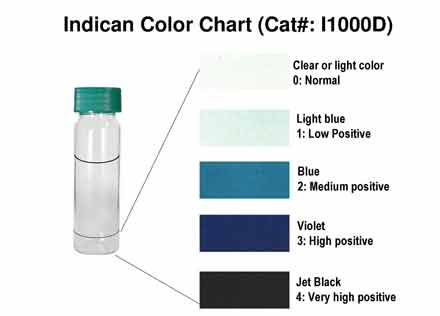 Indican Color Chart (Cat#: I1000D)
Clear or light color
0: Normal
Light blue
1: Low Positive
Blue
2: Medium positive
Violet
3: High positive
Jet Black
4: Very high positive